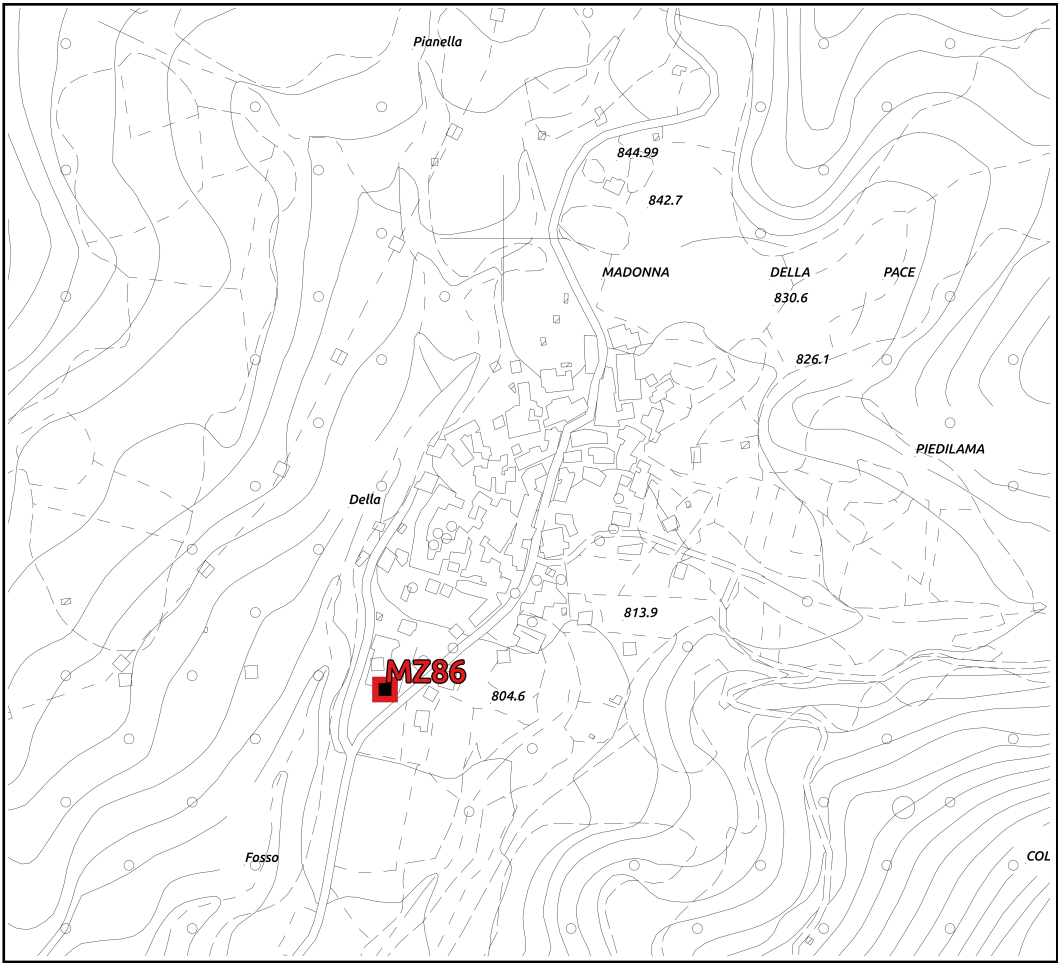 Pianella
844.99
842.7
MADONNA DELLA PACE
830.6
826.1
PIEDILAMA
Della
813.9
MZ86
804.6
Fosso
COL